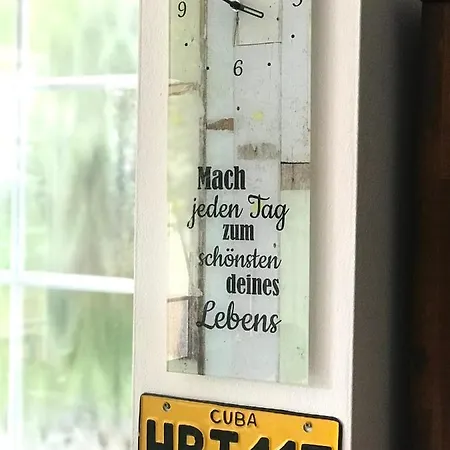 9 3
6
Mach
jeden Tag
zum
schönsten
deines
Lebens
CUBA